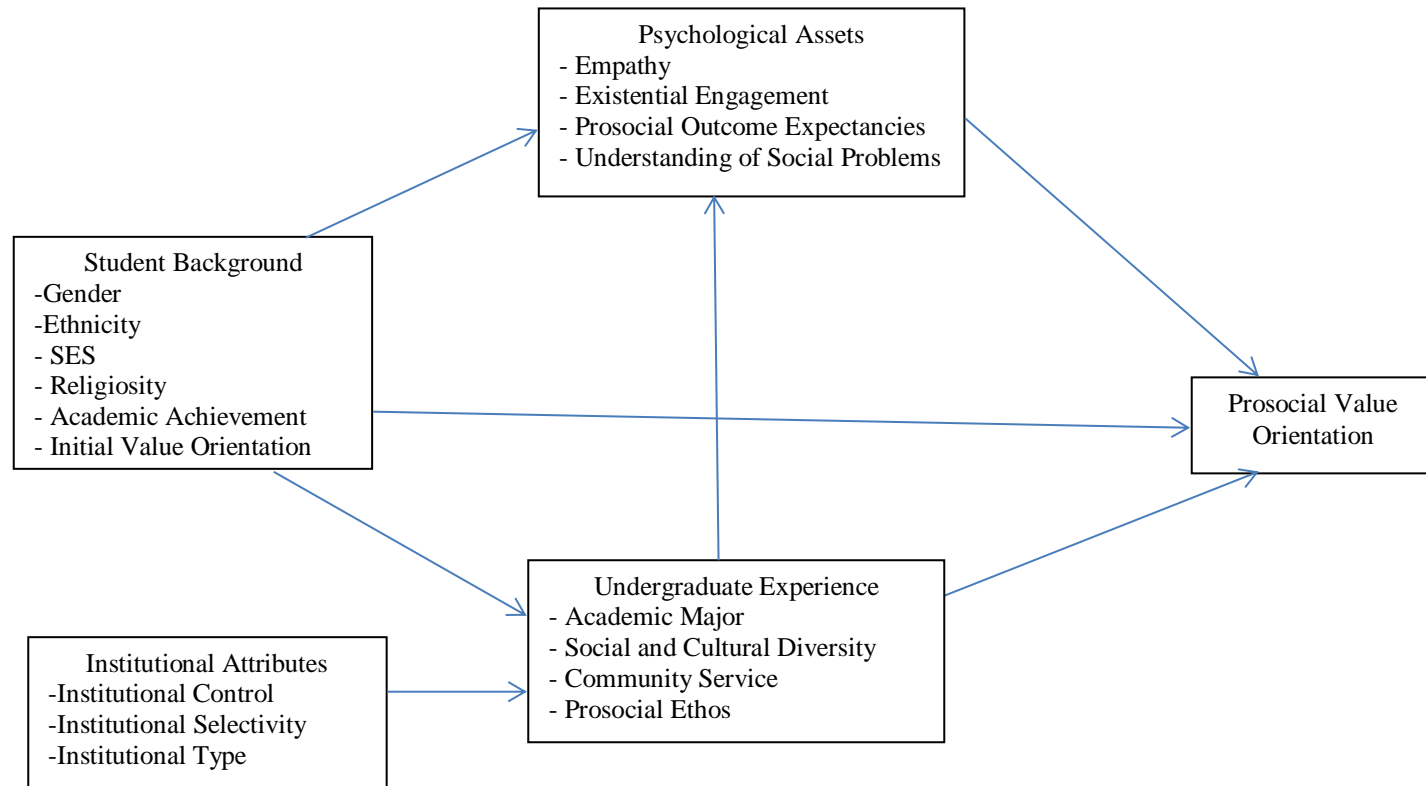 Psychological Assets
- Empathy
- Existential Engagement
- Prosocial Outcome Expectancies
- Understanding of Social Problems
Student Background
-Gender
-Ethnicity
- SES
- Religiosity
- Academic Achievement
- Initial Value Orientation
Prosocial Value
Orientation
Undergraduate Experience
- Academic Major
- Social and Cultural Diversity
- Community Service
- Prosocial Ethos
Institutional Attributes
-Institutional Control
-Institutional Selectivity
-Institutional Type